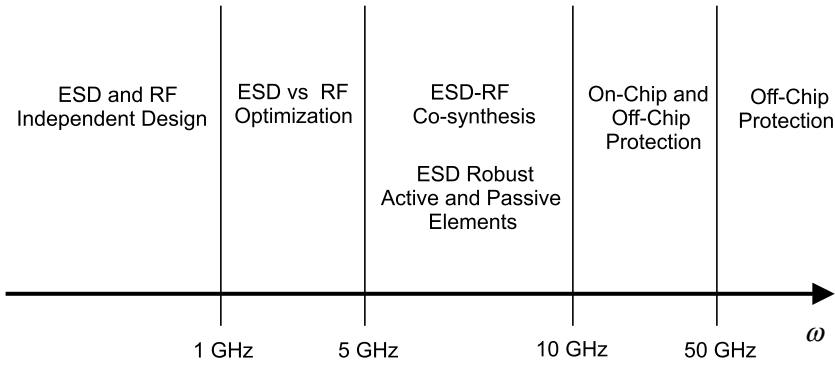 ESD and RF
Independent Design
ESD vs RF
Optimization
ESD-RF
Co-synthesis
ESD Robust
Active and Passive
Elements
On-Chip and
Off-Chip
Protection
Off-Chip
Protection
1 GHz
5 GHz
10 GHz
50 GHz
ω